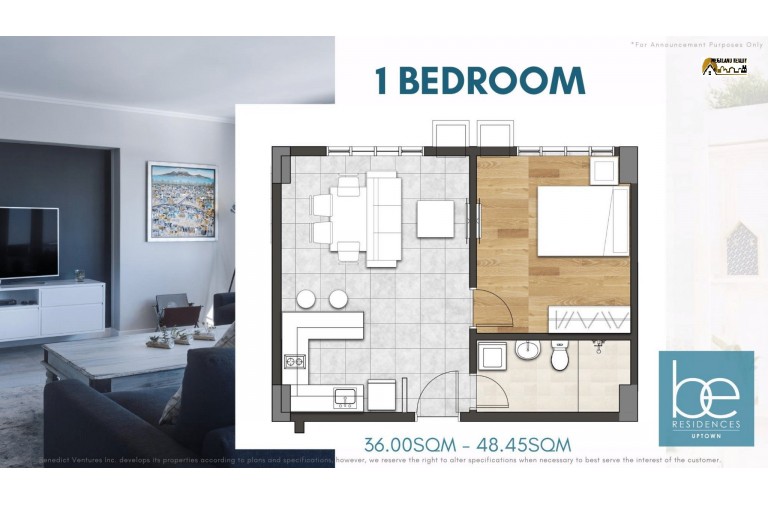 *For Announcement Purposes Only
MEGALAND REALTY
1 BEDROOM
be
RESIDENCES
UPTOWN
36.00SQM - 48.45SQM
Benedict Ventures Inc. develops its properties according to plans and specifications, however, we reserve the right to alter specifications when necessary to best serve the interest of the customer.